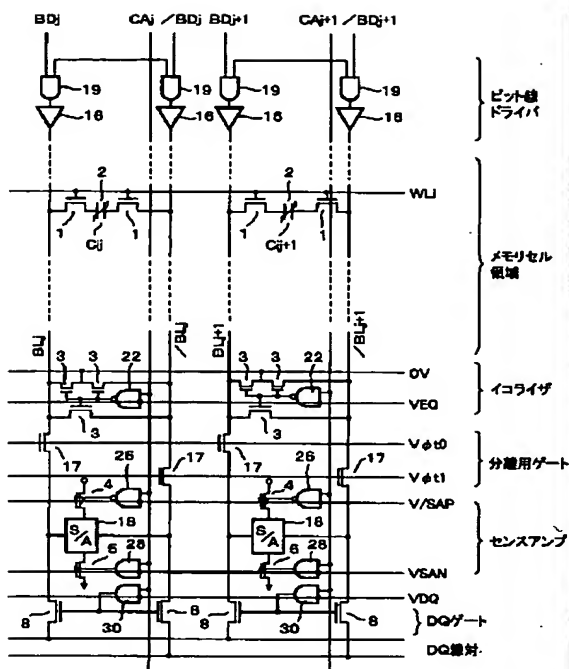 BDj CAj /BDj BDj+1 CAj+1 /BDj+1
19 19 19 19
16 16 16 16
ビット線
ドライバ
2 2
WLi
1 Cij 1 1 Cij+1 1
メモリセル
領域
BLj /BLj BLj+1 /BLj+1
3 3 22 3 3 22
0V
VEQ
イコライザ
3 3
Vφt0
17 17
分離用ゲート
26 17 26 17
Vφt1
4 4
V/SAP
18 18
S/A S/A
センスアンプ
6 28 6 28
VSAN
VDQ
8 30 8 8 30 8
DQゲート
DQ線対